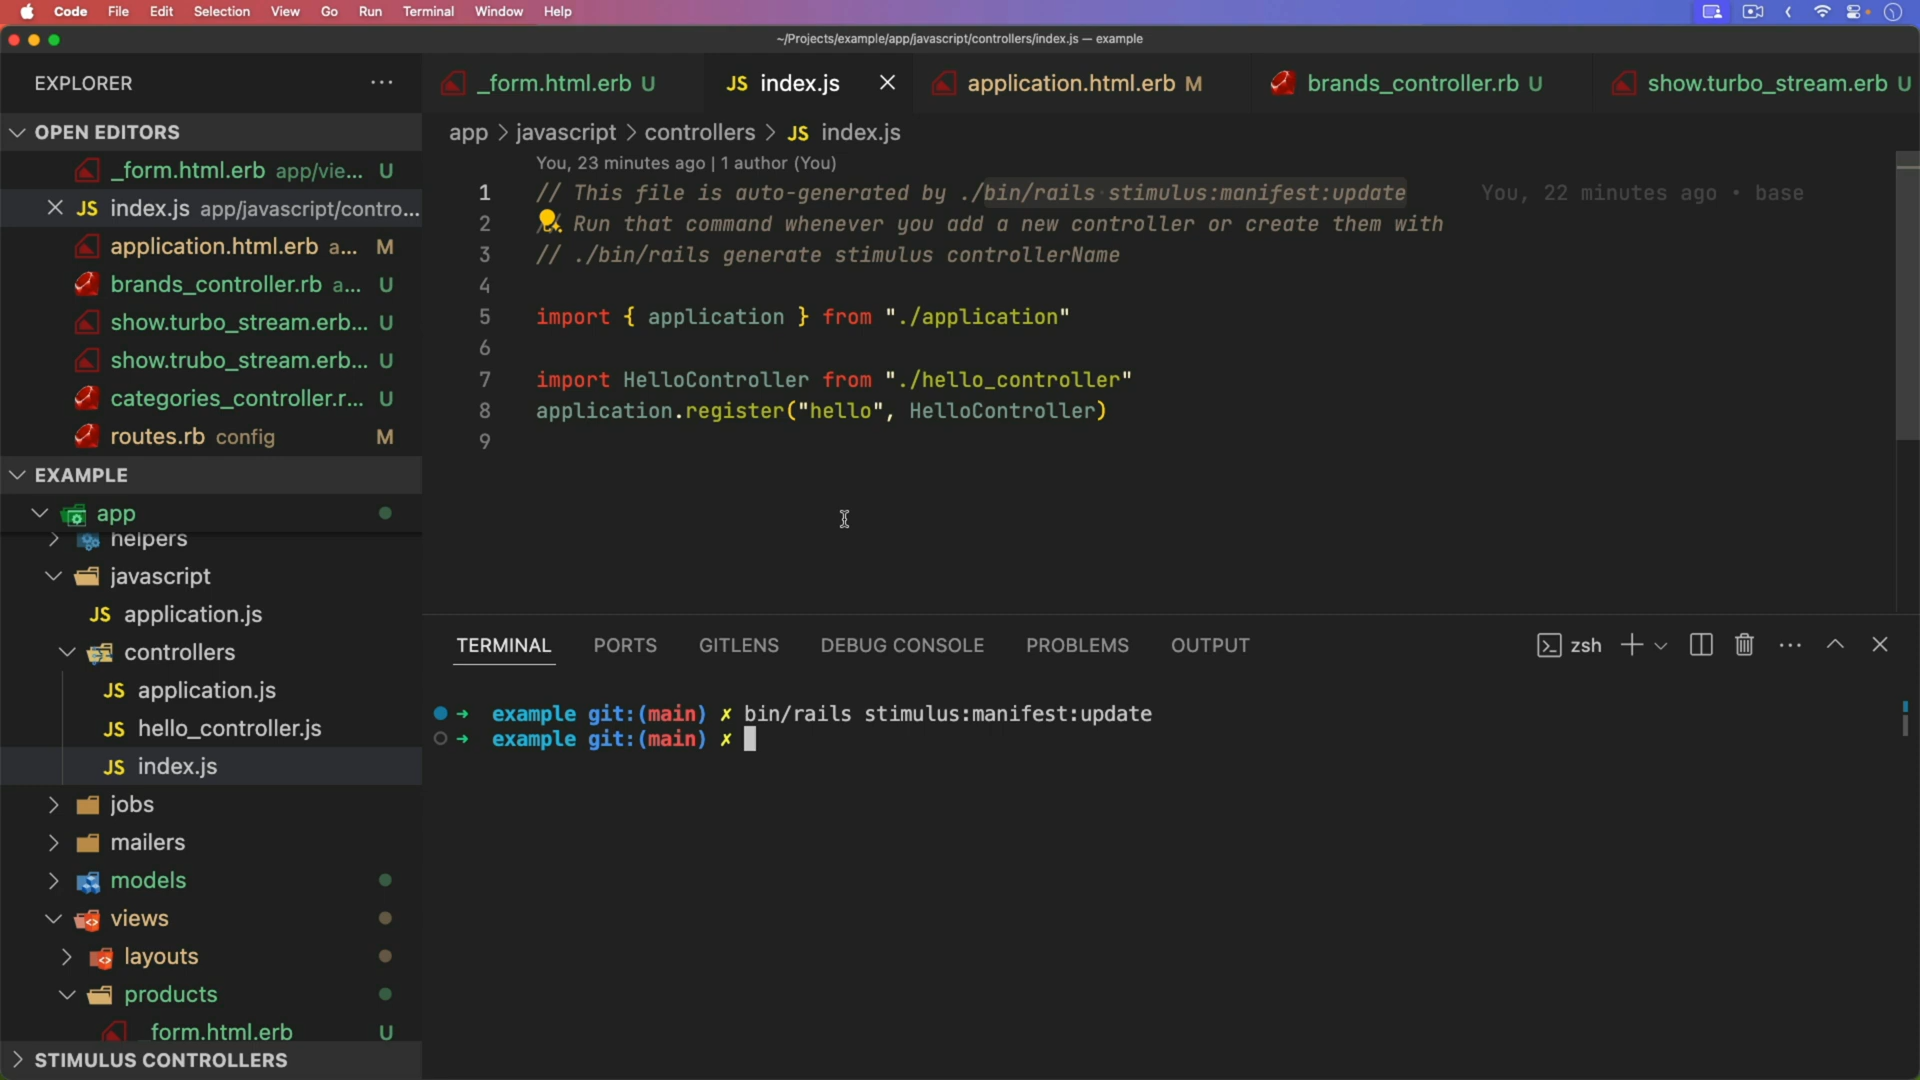 Code File Edit Selection View Go Run Terminal Window Help
~/Projects/example/app/javascript/controllers/index.js — example
EXPLORER
_form.html.erb U
JS index.js
application.html.erb M
brands_controller.rb U
show.turbo_stream.erb U
OPEN EDITORS
_form.html.erb app/vie... U
JS index.js app/javascript/contro...
application.html.erb a... M
brands_controller.rb a... U
show.turbo_stream.erb... U
show.trubo_stream.erb... U
categories_controller.r... U
routes.rb config M
EXAMPLE
app
helpers
javascript
JS application.js
controllers
JS application.js
JS hello_controller.js
JS index.js
jobs
mailers
models
views
layouts
products
_form.html.erb U
STIMULUS CONTROLLERS
app > javascript > controllers > JS index.js
You, 23 minutes ago | 1 author (You)
1 // This file is auto-generated by ./bin/rails stimulus:manifest:update You, 22 minutes ago • base
2 // Run that command whenever you add a new controller or create them with
3 // ./bin/rails generate stimulus controllerName
4
5 import { application } from "./application"
6
7 import HelloController from "./hello_controller"
8 application.register("hello", HelloController)
9
TERMINAL PORTS GITLENS DEBUG CONSOLE PROBLEMS OUTPUT zsh
➜ example git:(main) ✗ bin/rails stimulus:manifest:update
➜ example git:(main) ✗